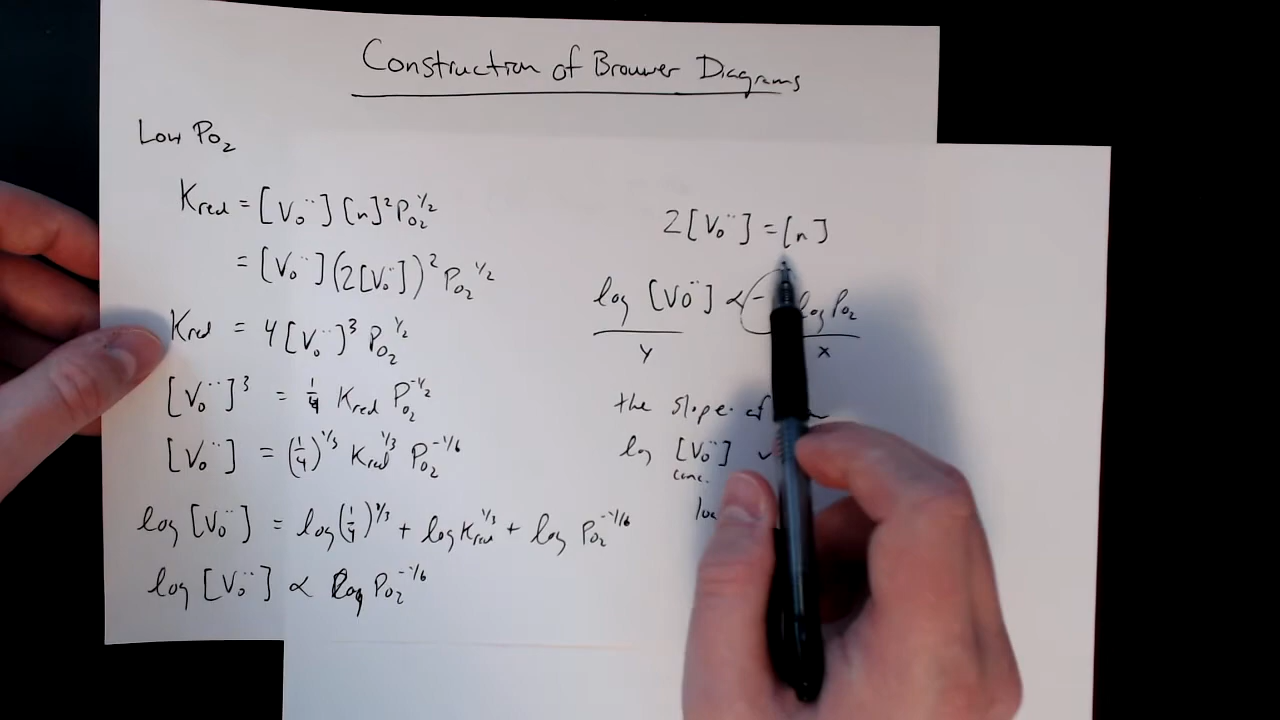 Construction of Brouwer Diagrams
Low Po₂
Kred = [Vo¨] [n]² Po₂^1/2
= [Vo¨] (2[Vo¨])² Po₂^1/2
Kred = 4[Vo¨]³ Po₂^1/2
[Vo¨]³ = 1/4 Kred Po₂^-1/2
[Vo¨] = (1/4)^1/3 Kred^1/3 Po₂^-1/6
log [Vo¨] = log(1/4)^1/3 + log Kred^1/3 + log Po₂^-1/6
log [Vo¨] ∝ log Po₂^-1/6
2[Vo¨] = [n]
log [Vo¨] ∝ - log Po₂
y x
the slope of
log [Vo¨]
conc.